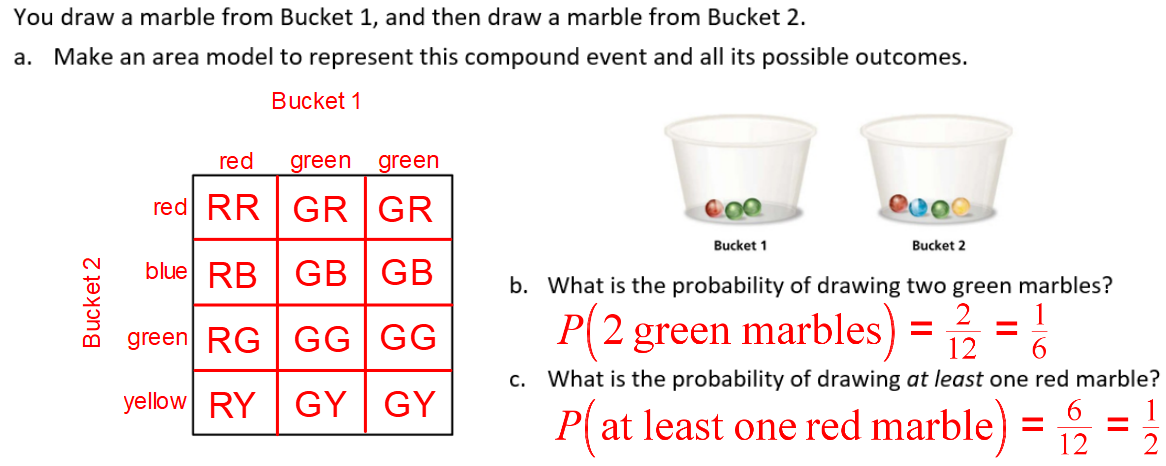 You draw a marble from Bucket 1, and then draw a marble from Bucket 2.
a. Make an area model to represent this compound event and all its possible outcomes.
Bucket 1
red green green
red RR GR GR
blue RB GB GB
green RG GG GG
yellow RY GY GY
Bucket 2
Bucket 1 Bucket 2
b. What is the probability of drawing two green marbles?
P(2 green marbles) = 2/12 = 1/6
c. What is the probability of drawing at least one red marble?
P(at least one red marble) = 6/12 = 1/2